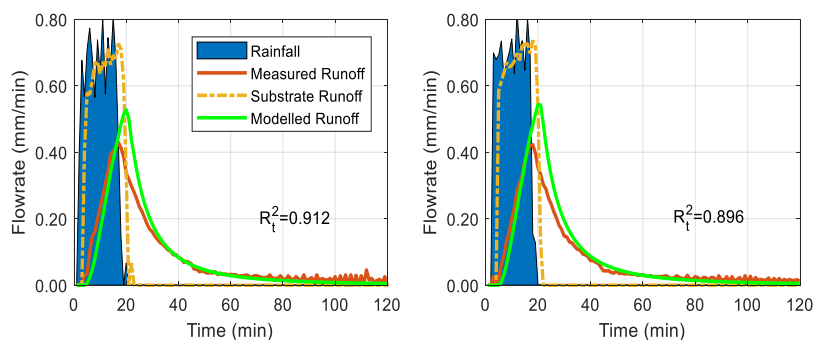 0.80
0.60
0.40
0.20
0.00
Flowrate (mm/min)
Rainfall
Measured Runoff
Substrate Runoff
Modelled Runoff
R²ₜ=0.912
0 20 40 60 80 100 120
Time (min)
0.80
0.60
0.40
0.20
0.00
Flowrate (mm/min)
R²ₜ=0.896
0 20 40 60 80 100 120
Time (min)